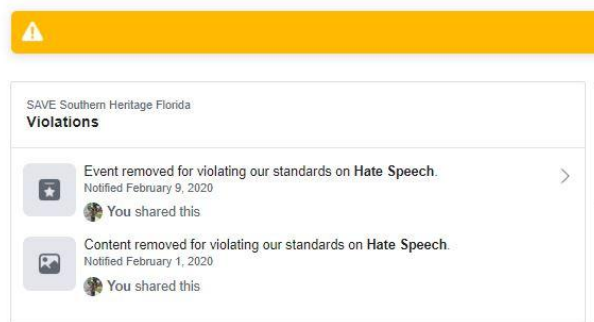 SAVE Southern Heritage Florida
Violations
Event removed for violating our standards on Hate Speech.
Notified February 9, 2020
You shared this
Content removed for violating our standards on Hate Speech.
Notified February 1, 2020
You shared this